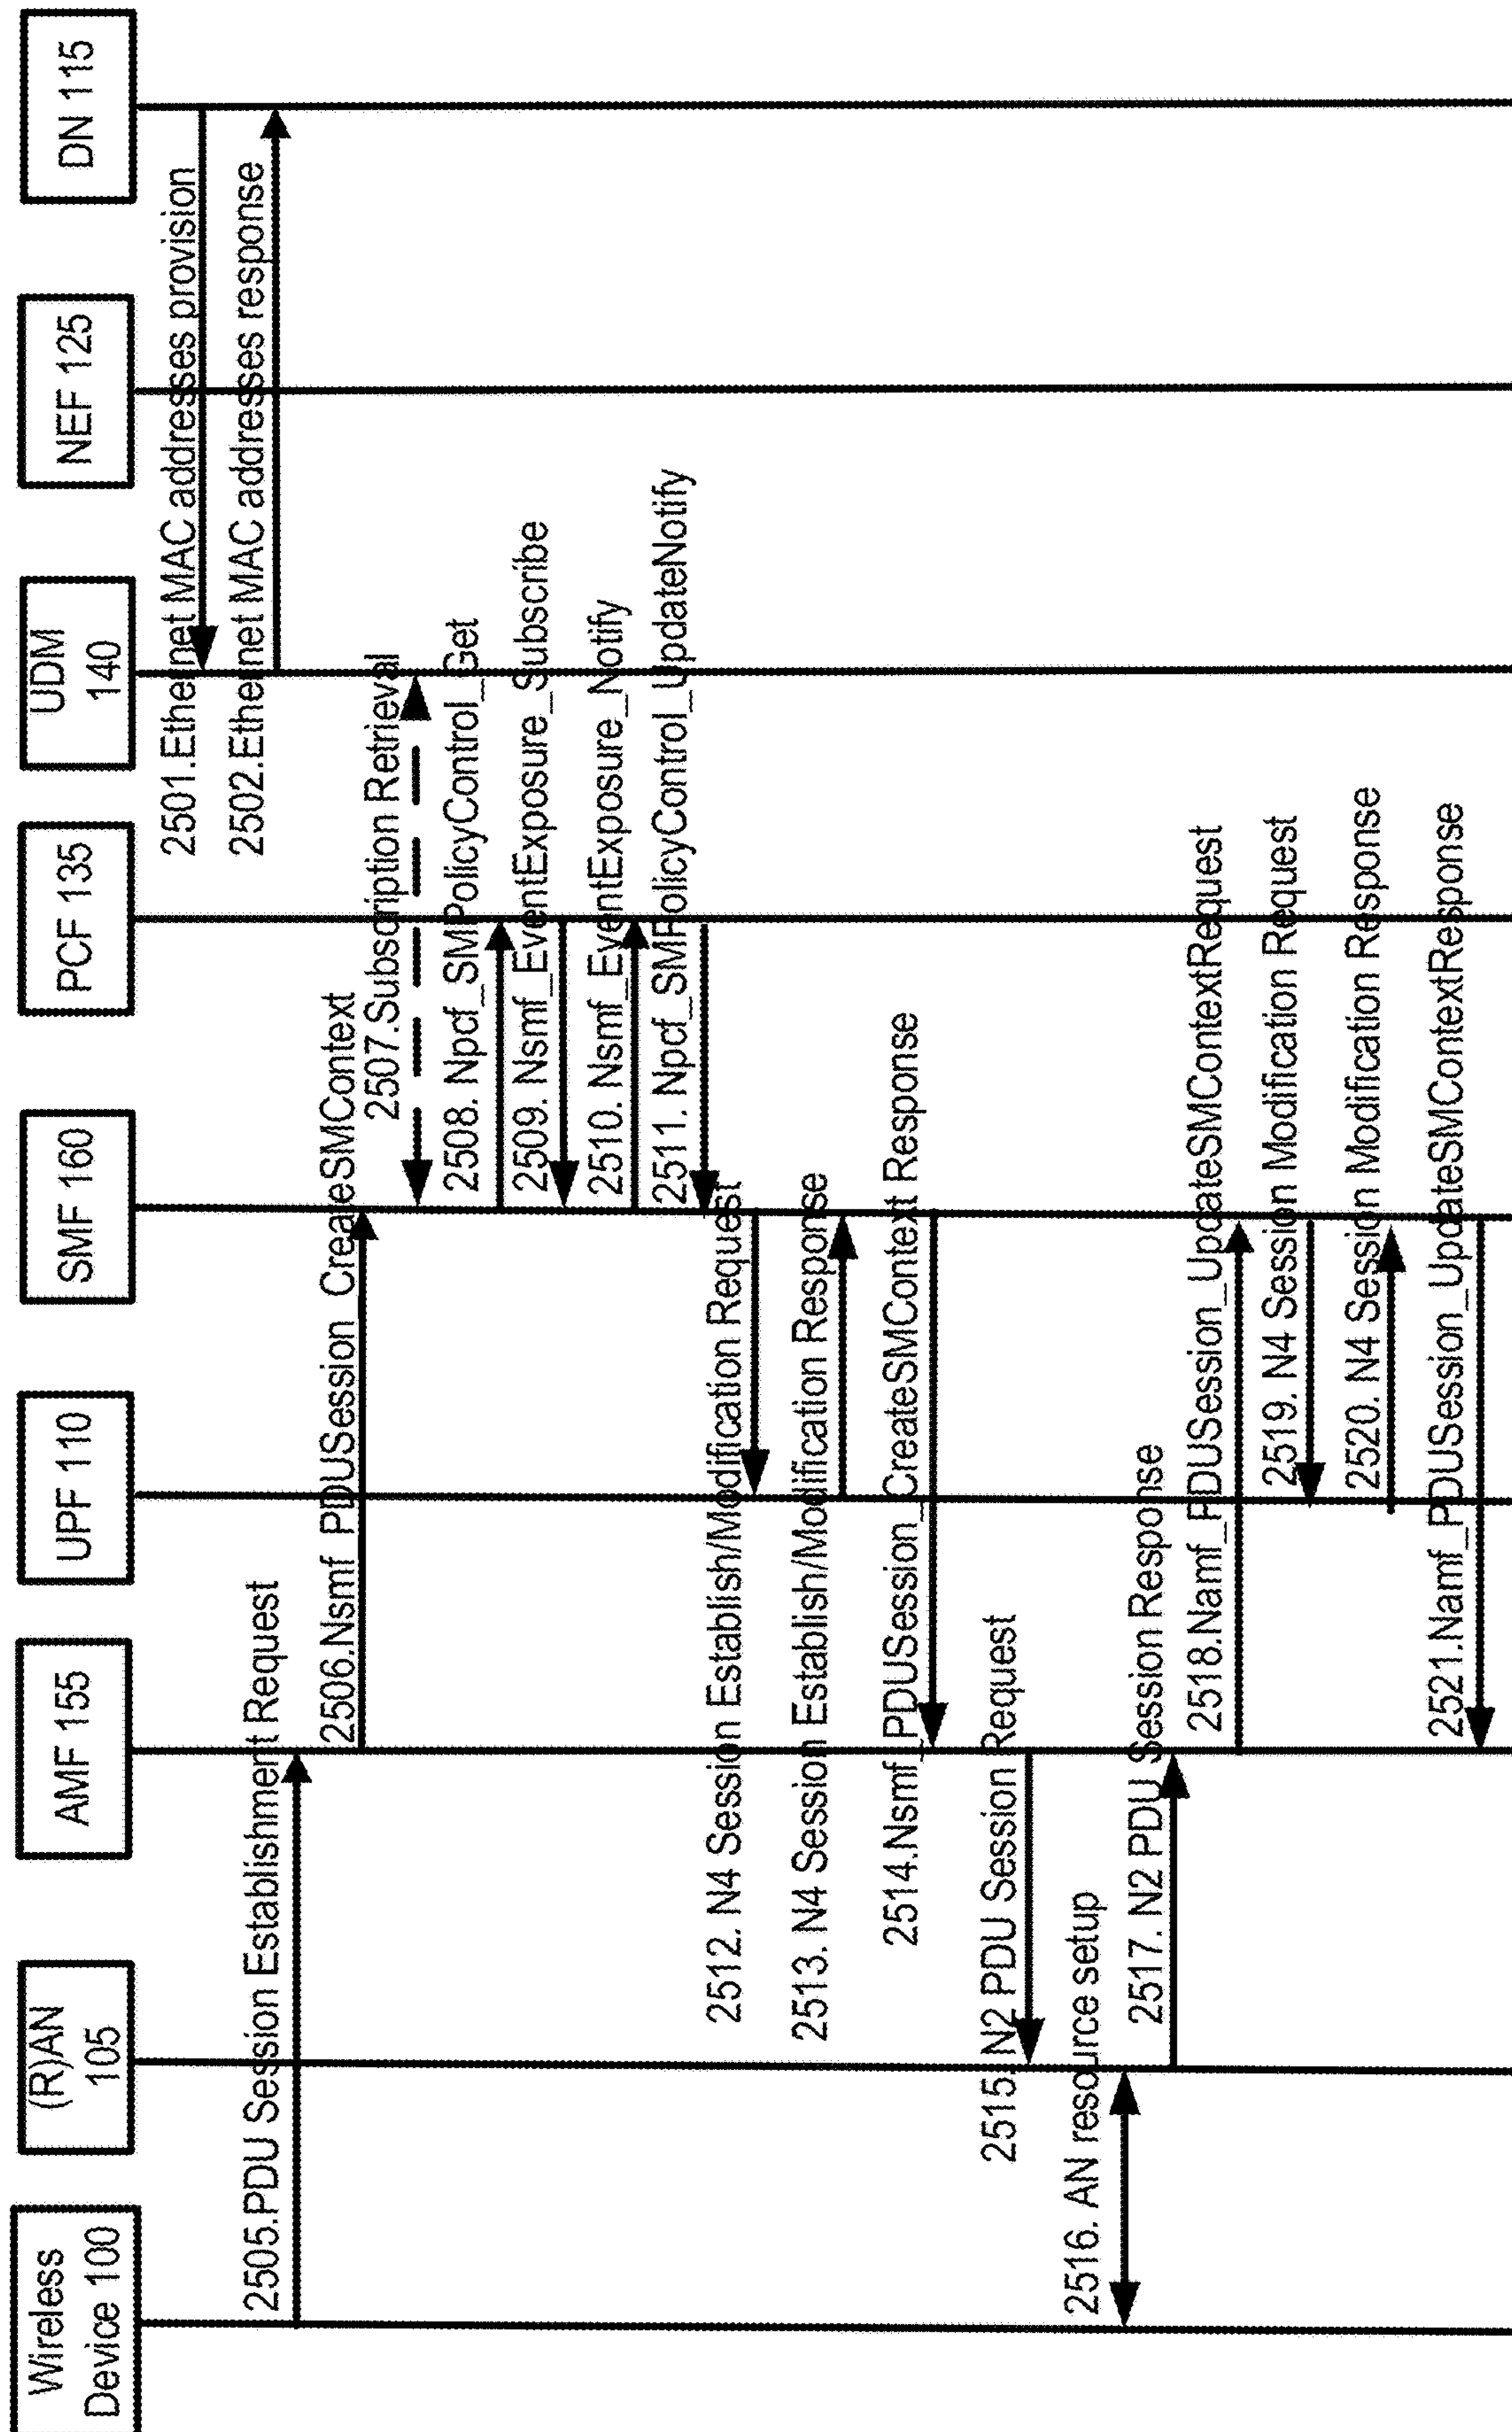 Wireless
Device 100
(R)AN
105
AMF 155
UPF 110
SMF 160
PCF 135
UDM
140
NEF 125
DN 115
2501.Ethernet MAC addresses provision
2502.Ethernet MAC addresses response
2505.PDU Session Establishment Request
2506.Nsmf_PDUSession_CreateSMContext
2507.Subscription Retrieval
2508. Npcf_SMPolicyControl_Get
2509. Nsmf_EventExposure_Subscribe
2510. Nsmf_EventExposure_Notify
2511. Npcf_SMPolicyControl_UpdateNotify
2512. N4 Session Establish/Modification Request
2513. N4 Session Establish/Modification Response
2514.Nsmf_PDUSession_CreateSMContext Response
2515. N2 PDU Session Request
2516. AN resource setup
2517. N2 PDU Session Response
2518.Namf_PDUSession_UpdateSMContextRequest
2519. N4 Session Modification Request
2520. N4 Session Modification Response
2521.Namf_PDUSession_UpdateSMContextResponse